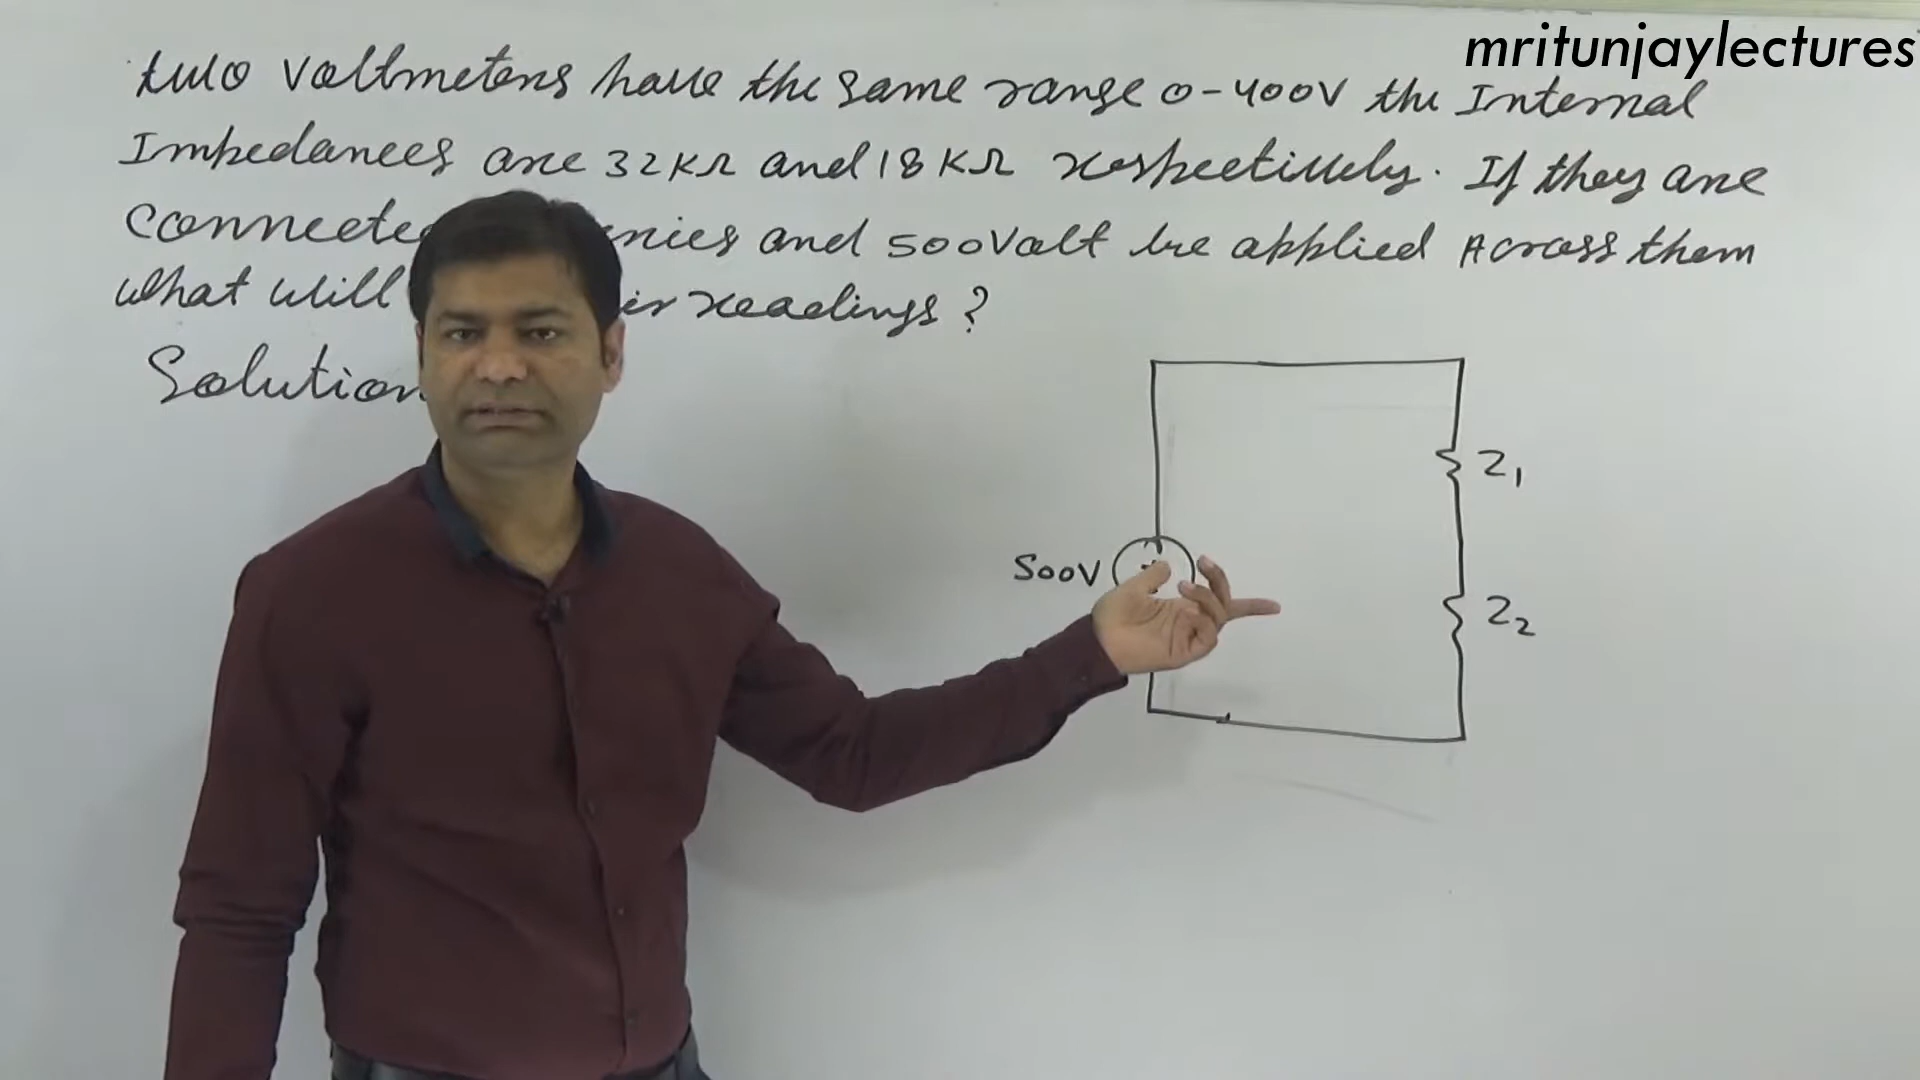 mritunjaylectures
two voltmeters have the same range 0-400V the Internal
Impedances are 32KΩ and 18KΩ respectively. If they are
Connected and 500Volt be applied Across them
what will readings ?
Solution
500V
Z1
Z2